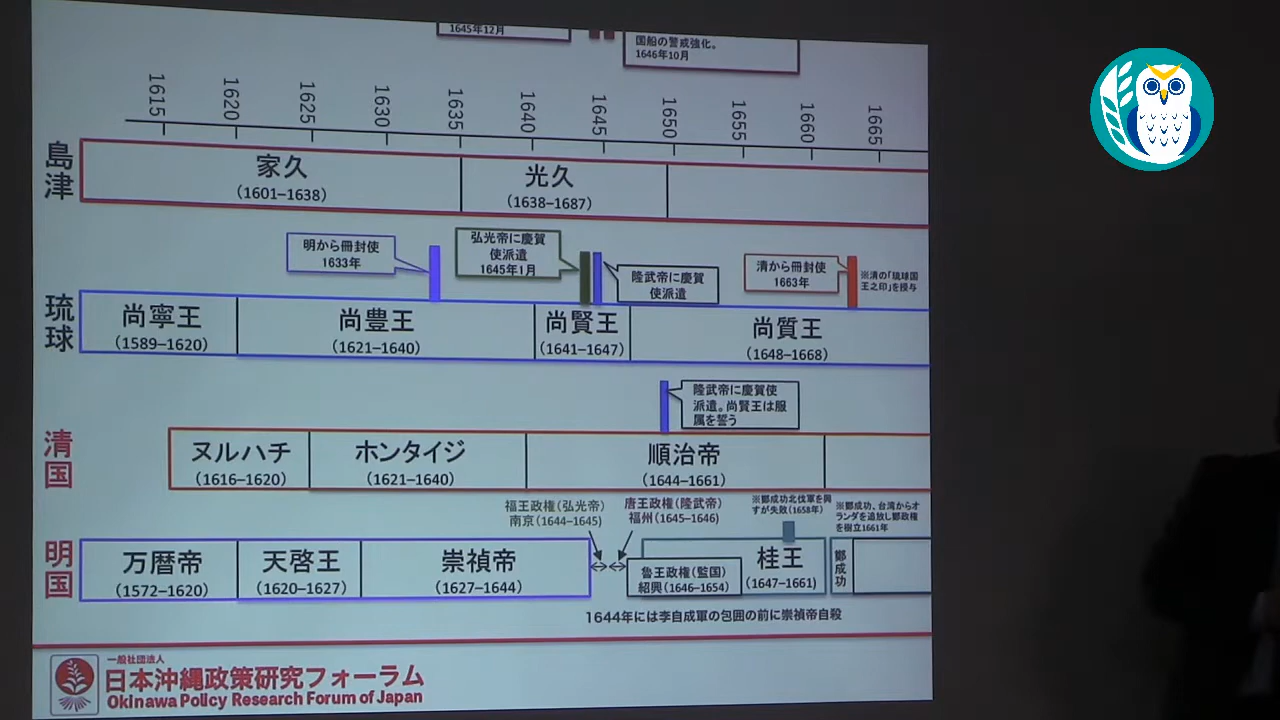 1645年12月
国船の警戒強化。
1646年10月
1615
1620
1625
1630
1635
1640
1645
1650
1655
1660
1665
島津
家久
(1601–1638)
光久
(1638–1687)
明から冊封使
1633年
弘光帝に慶賀
使派遣
1645年1月
隆武帝に慶賀
使派遣
清から冊封使
1663年
※清の「琉球国
王之印」を授与
琉球
尚寧王
(1589–1620)
尚豊王
(1621–1640)
尚賢王
(1641–1647)
尚質王
(1648–1668)
隆武帝に慶賀使
派遣。尚賢王は服
属を誓う
清国
ヌルハチ
(1616–1620)
ホンタイジ
(1621–1640)
順治帝
(1644–1661)
福王政権(弘光帝)
南京(1644–1645)
唐王政権(隆武帝)
福州(1645–1646)
※鄭成功北伐軍を興
すが失敗(1658年)
※鄭成功、台湾からオ
ランダを追放し鄭政権
を樹立1661年
明国
万暦帝
(1572–1620)
天啓王
(1620–1627)
崇禎帝
(1627–1644)
魯王政権(監国)
紹興(1646–1654)
桂王
(1647–1661)
鄭成功
1644年には李自成軍の包囲の前に崇禎帝自殺
一般社団法人
日本沖縄政策研究フォーラム
Okinawa Policy Research Forum of Japan